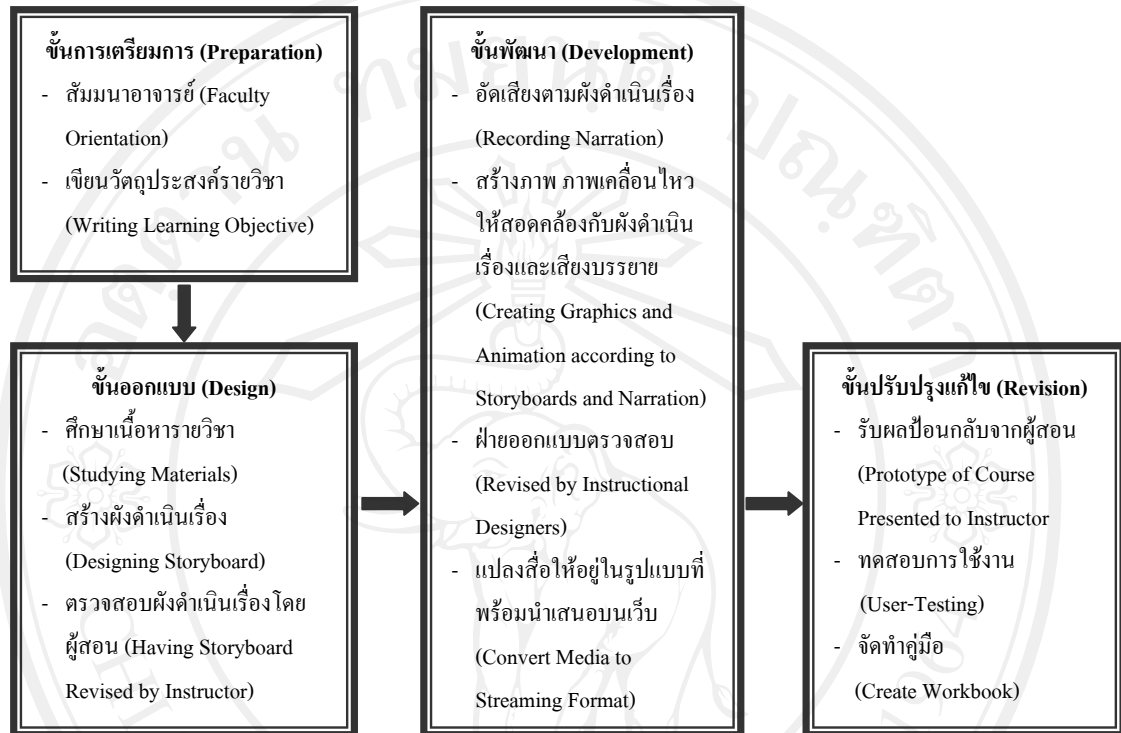 ขั้นการเตรียมการ (Preparation)
- สัมมนาอาจารย์ (Faculty
Orientation)
- เขียนวัตถุประสงค์รายวิชา
(Writing Learning Objective)
ขั้นออกแบบ (Design)
- ศึกษาเนื้อหารายวิชา
(Studying Materials)
- สร้างผังดำเนินเรื่อง
(Designing Storyboard)
- ตรวจสอบผังดำเนินเรื่องโดย
ผู้สอน (Having Storyboard
Revised by Instructor)
ขั้นพัฒนา (Development)
- อัดเสียงตามผังดำเนินเรื่อง
(Recording Narration)
- สร้างภาพ ภาพเคลื่อนไหว
ให้สอดคล้องกับผังดำเนิน
เรื่องและเสียงบรรยาย
(Creating Graphics and
Animation according to
Storyboards and Narration)
- ฝ่ายออกแบบตรวจสอบ
(Revised by Instructional
Designers)
- แปลงสื่อให้อยู่ในรูปแบบที่
พร้อมนำเสนอบนเว็บ
(Convert Media to
Streaming Format)
ขั้นปรับปรุงแก้ไข (Revision)
- รับผลป้อนกลับจากผู้สอน
(Prototype of Course
Presented to Instructor
- ทดสอบการใช้งาน
(User-Testing)
- จัดทำคู่มือ
(Create Workbook)